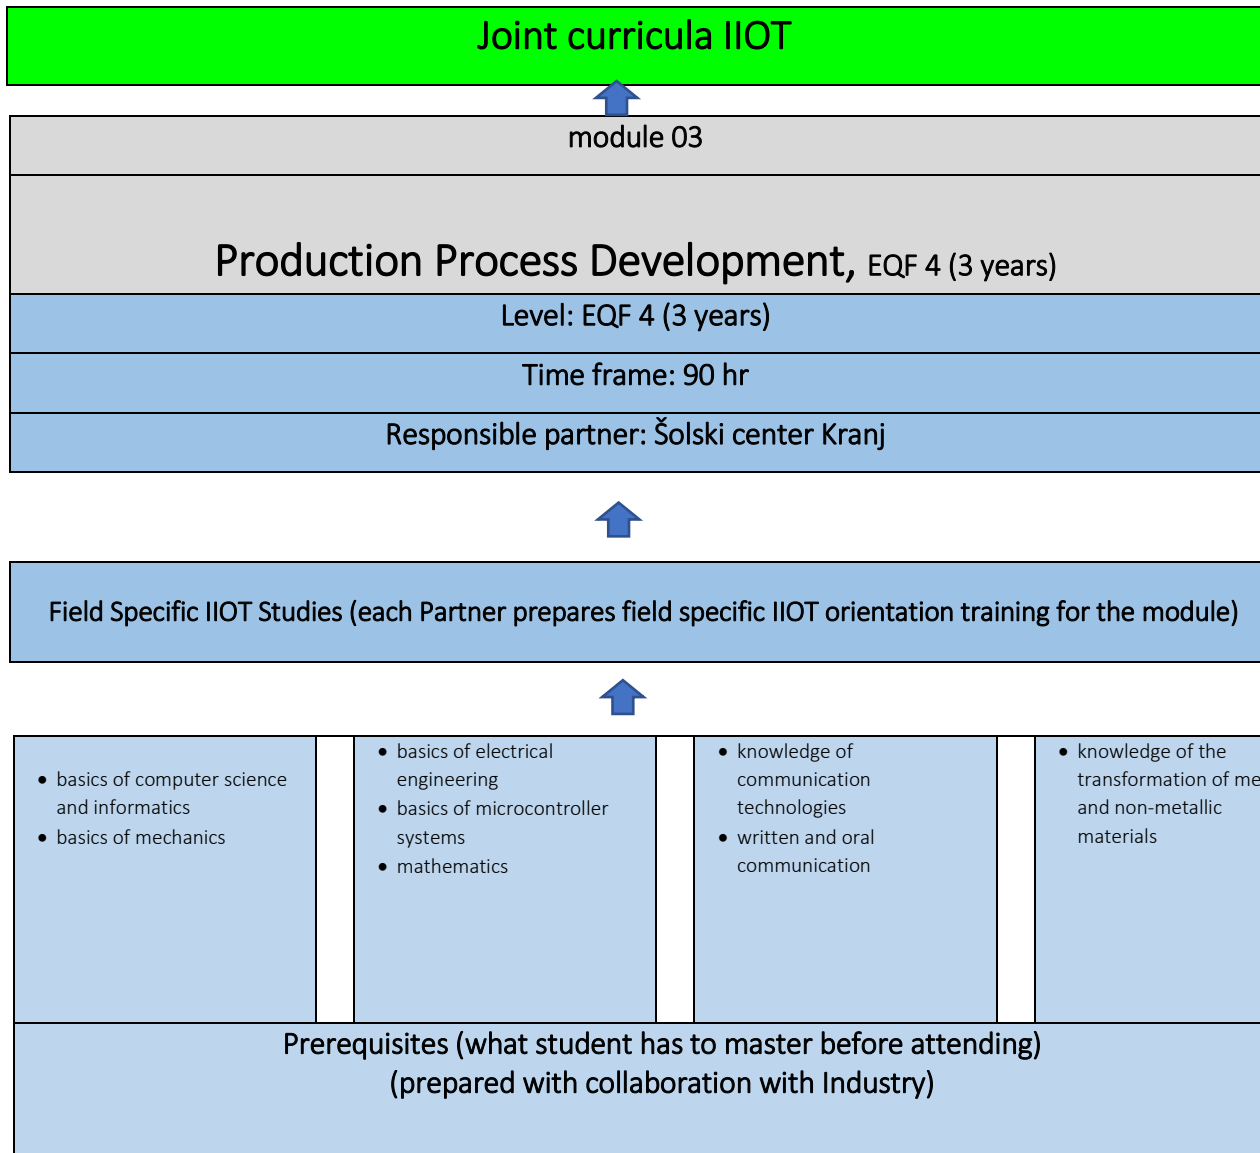 Joint curricula IIOT
module 03
Production Process Development, EQF 4 (3 years)
Level: EQF 4 (3 years)
Time frame: 90 hr
Responsible partner: Šolski center Kranj
Field Specific IIOT Studies (each Partner prepares field specific IIOT orientation training for the module)
• basics of computer science
and informatics
• basics of mechanics
• basics of electrical
engineering
• basics of microcontroller
systems
• mathematics
• knowledge of
communication
technologies
• written and oral
communication
• knowledge of the
transformation of
and non-metallic
materials
Prerequisites (what student has to master before attending)
(prepared with collaboration with Industry)